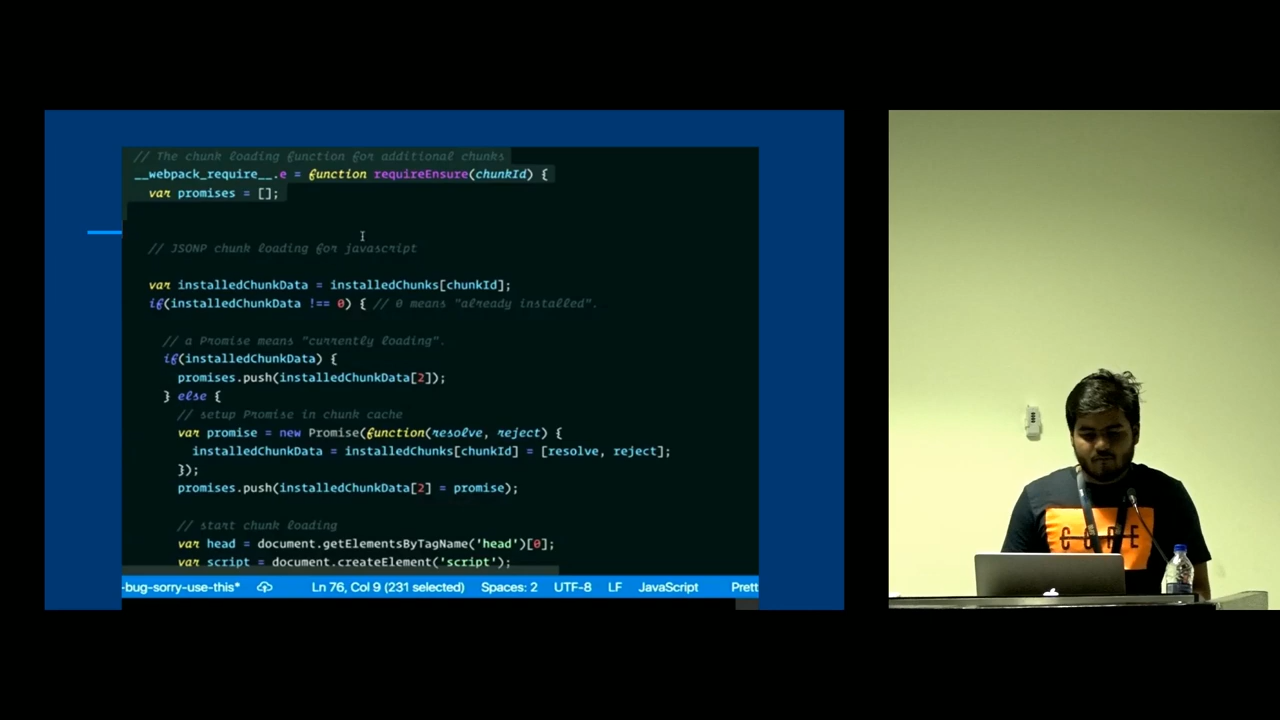 // The chunk loading function for additional chunks
__webpack_require__.e = function requireEnsure(chunkId) {
var promises = [];
// JSONP chunk loading for javascript
var installedChunkData = installedChunks[chunkId];
if(installedChunkData !== 0) { // 0 means "already installed".
// a Promise means "currently loading".
if(installedChunkData) {
promises.push(installedChunkData[2]);
} else {
// setup Promise in chunk cache
var promise = new Promise(function(resolve, reject) {
installedChunkData = installedChunks[chunkId] = [resolve, reject];
});
promises.push(installedChunkData[2] = promise);
// start chunk loading
var head = document.getElementsByTagName('head')[0];
var script = document.createElement('script');
-bug-sorry-use-this* Ln 76, Col 9 (231 selected) Spaces: 2 UTF-8 LF JavaScript Prett
CODE